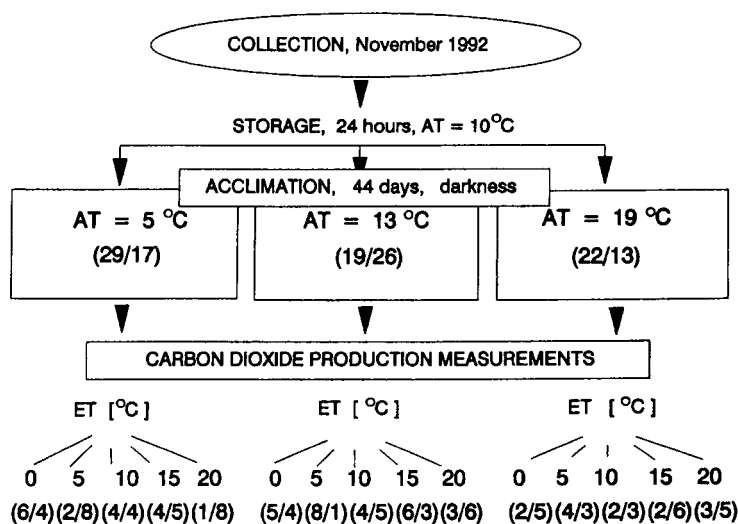 COLLECTION, November 1992
STORAGE, 24 hours, AT = 10°C
ACCLIMATION, 44 days, darkness
AT = 5 °C AT = 13 °C AT = 19 °C
(29/17) (19/26) (22/13)
CARBON DIOXIDE PRODUCTION MEASUREMENTS
ET [°C] ET [°C] ET [°C]
0 5 10 15 20 0 5 10 15 20 0 5 10 15 20
(6/4)(2/8)(4/4)(4/5)(1/8) (5/4)(8/1)(4/5)(6/3)(3/6) (2/5)(4/3)(2/3)(2/6)(3/5)